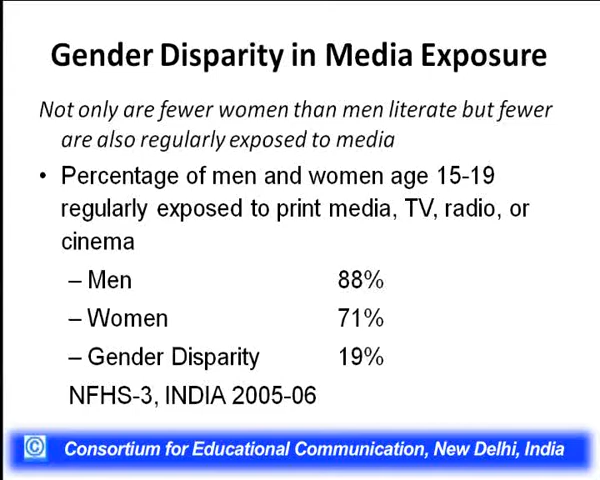 Gender Disparity in Media Exposure
Not only are fewer women than men literate but fewer
are also regularly exposed to media
• Percentage of men and women age 15-19
regularly exposed to print media, TV, radio, or
cinema
– Men 88%
– Women 71%
– Gender Disparity 19%
NFHS-3, INDIA 2005-06
© Consortium for Educational Communication, New Delhi, India